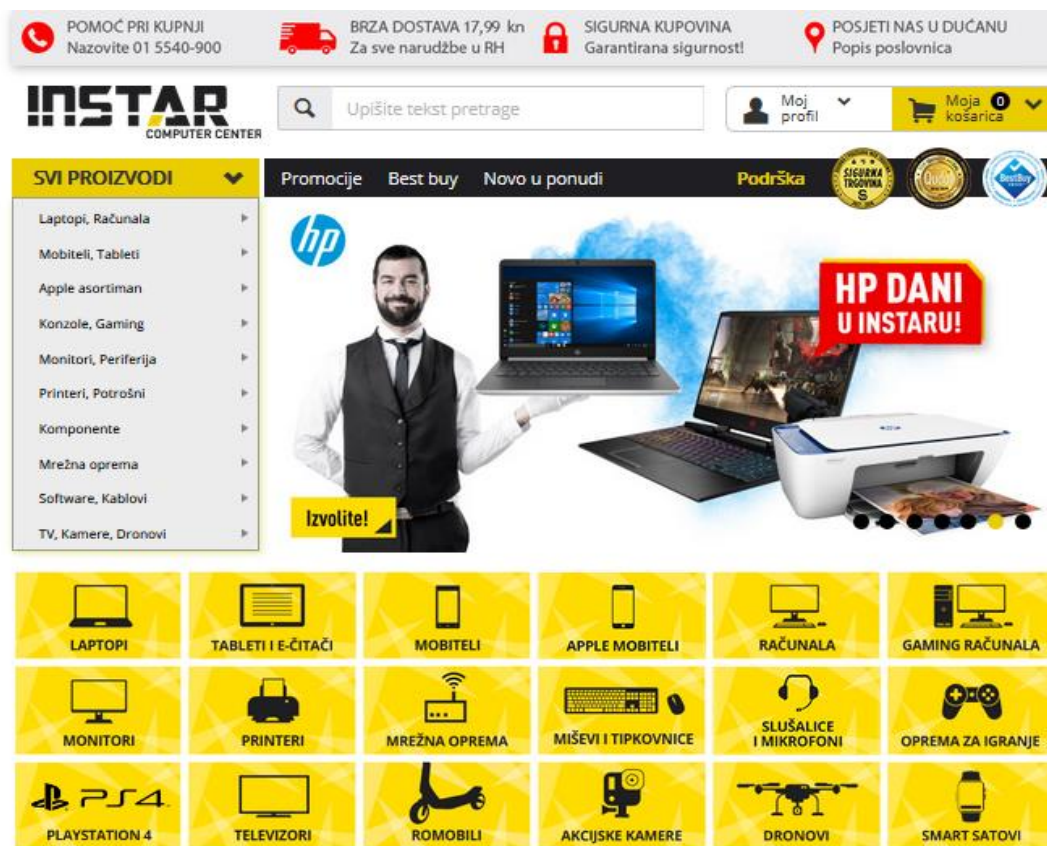 POMOĆ PRI KUPNJI
Nazovite 01 5540-900
BRZA DOSTAVA 17,99 kn
Za sve narudžbe u RH
SIGURNA KUPOVINA
Garantirana sigurnost!
POSJETI NAS U DUĆANU
Popis poslovnica
INSTAR
COMPUTER CENTER
Upišite tekst pretrage
Moj
profil
Moja 0
košarica
SVI PROIZVODI
Promocije Best buy Novo u ponudi Podrška
SIGURNA
TRGOVINA
S
BestBuy
Laptopi, Računala
Mobiteli, Tableti
Apple asortiman
Konzole, Gaming
Monitori, Periferija
Printeri, Potrošni
Komponente
Mrežna oprema
Software, Kablovi
TV, Kamere, Dronovi
hp
HP DANI
U INSTARU!
Izvolite!
LAPTOPI
TABLETI I E-ČITAČI
MOBITELI
APPLE MOBITELI
RAČUNALA
GAMING RAČUNALA
MONITORI
PRINTERI
MREŽNA OPREMA
MIŠEVI I TIPKOVNICE
SLUŠALICE
I MIKROFONI
OPREMA ZA IGRANJE
PS4
PLAYSTATION 4
TELEVIZORI
ROMOBILI
AKCIJSKE KAMERE
DRONOVI
SMART SATOVI